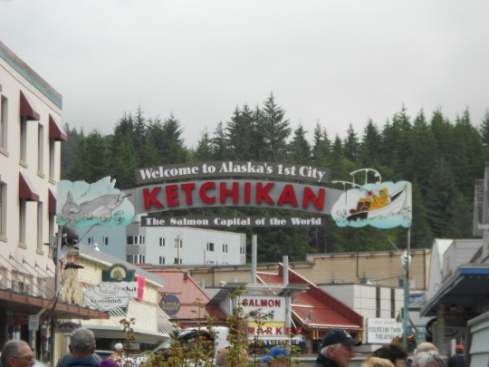 Welcome to Alaska's 1st City
KETCHIKAN
The Salmon Capital of the World
SALMON
MARKET